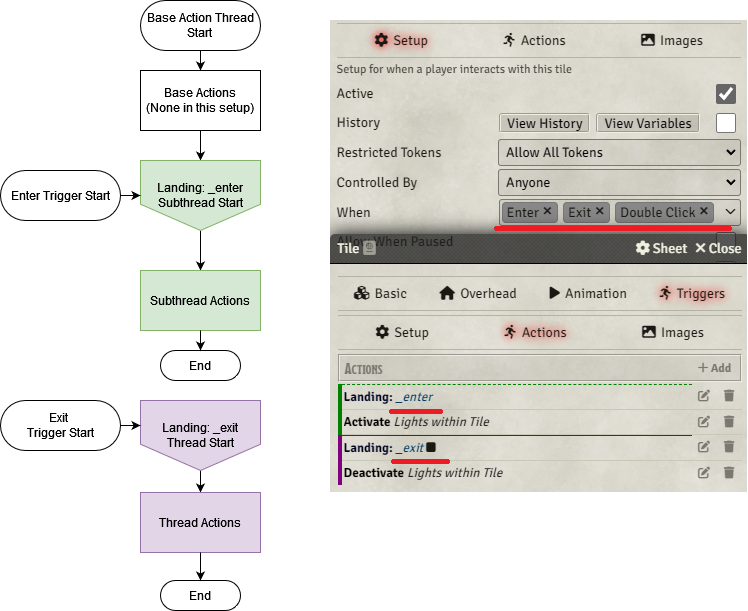 Base Action Thread
Start
Base Actions
(None in this setup)
Enter Trigger Start
Landing: _enter
Subthread Start
Subthread Actions
End
Exit
Trigger Start
Landing: _exit
Thread Start
Thread Actions
End
Setup Actions Images
Setup for when a player interacts with this tile
Active
History View History View Variables
Restricted Tokens Allow All Tokens
Controlled By Anyone
When Enter × Exit × Double Click ×
Allow When Paused
Tile Sheet × Close
Basic Overhead Animation Triggers
Setup Actions Images
ACTIONS + Add
Landing: _enter
Activate Lights within Tile
Landing: _exit
Deactivate Lights within Tile